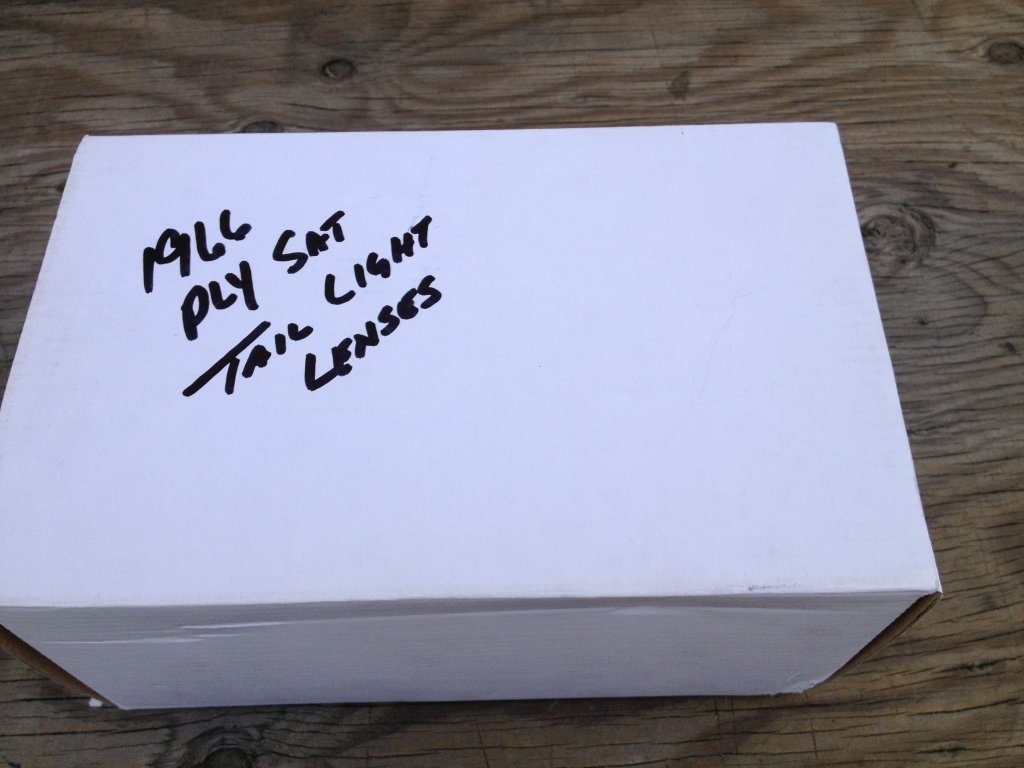 1966
PLY SAT
TAIL LIGHT
LENSES